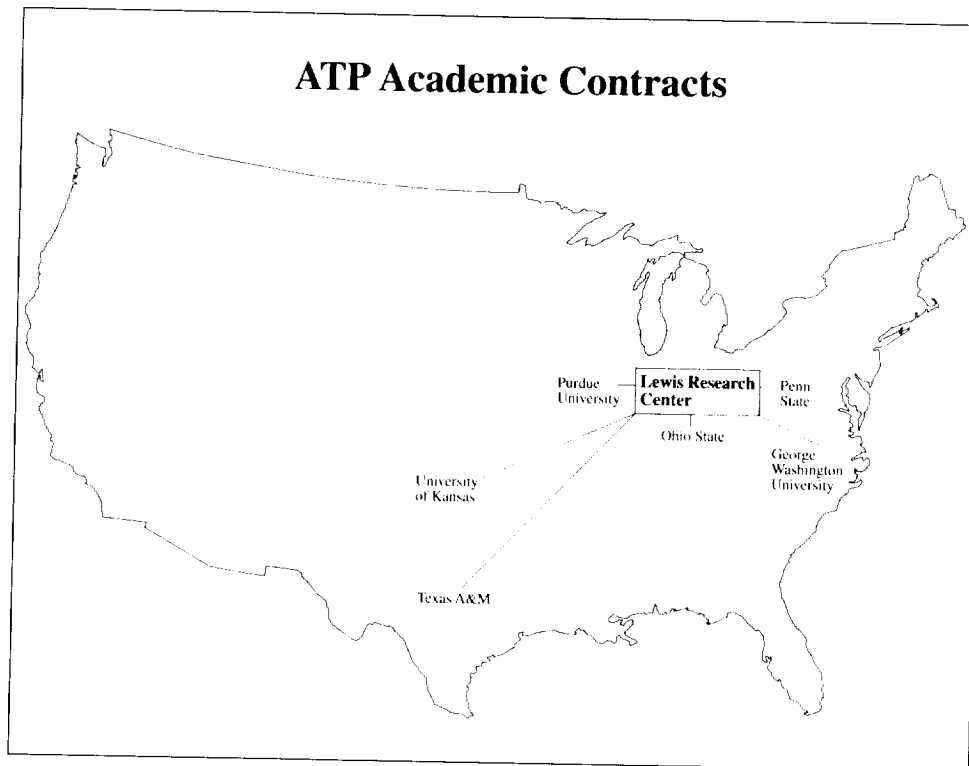 ATP Academic Contracts
Purdue
University
Lewis Research
Center
Penn
State
Ohio State
George
Washington
University
University
of Kansas
Texas A&M